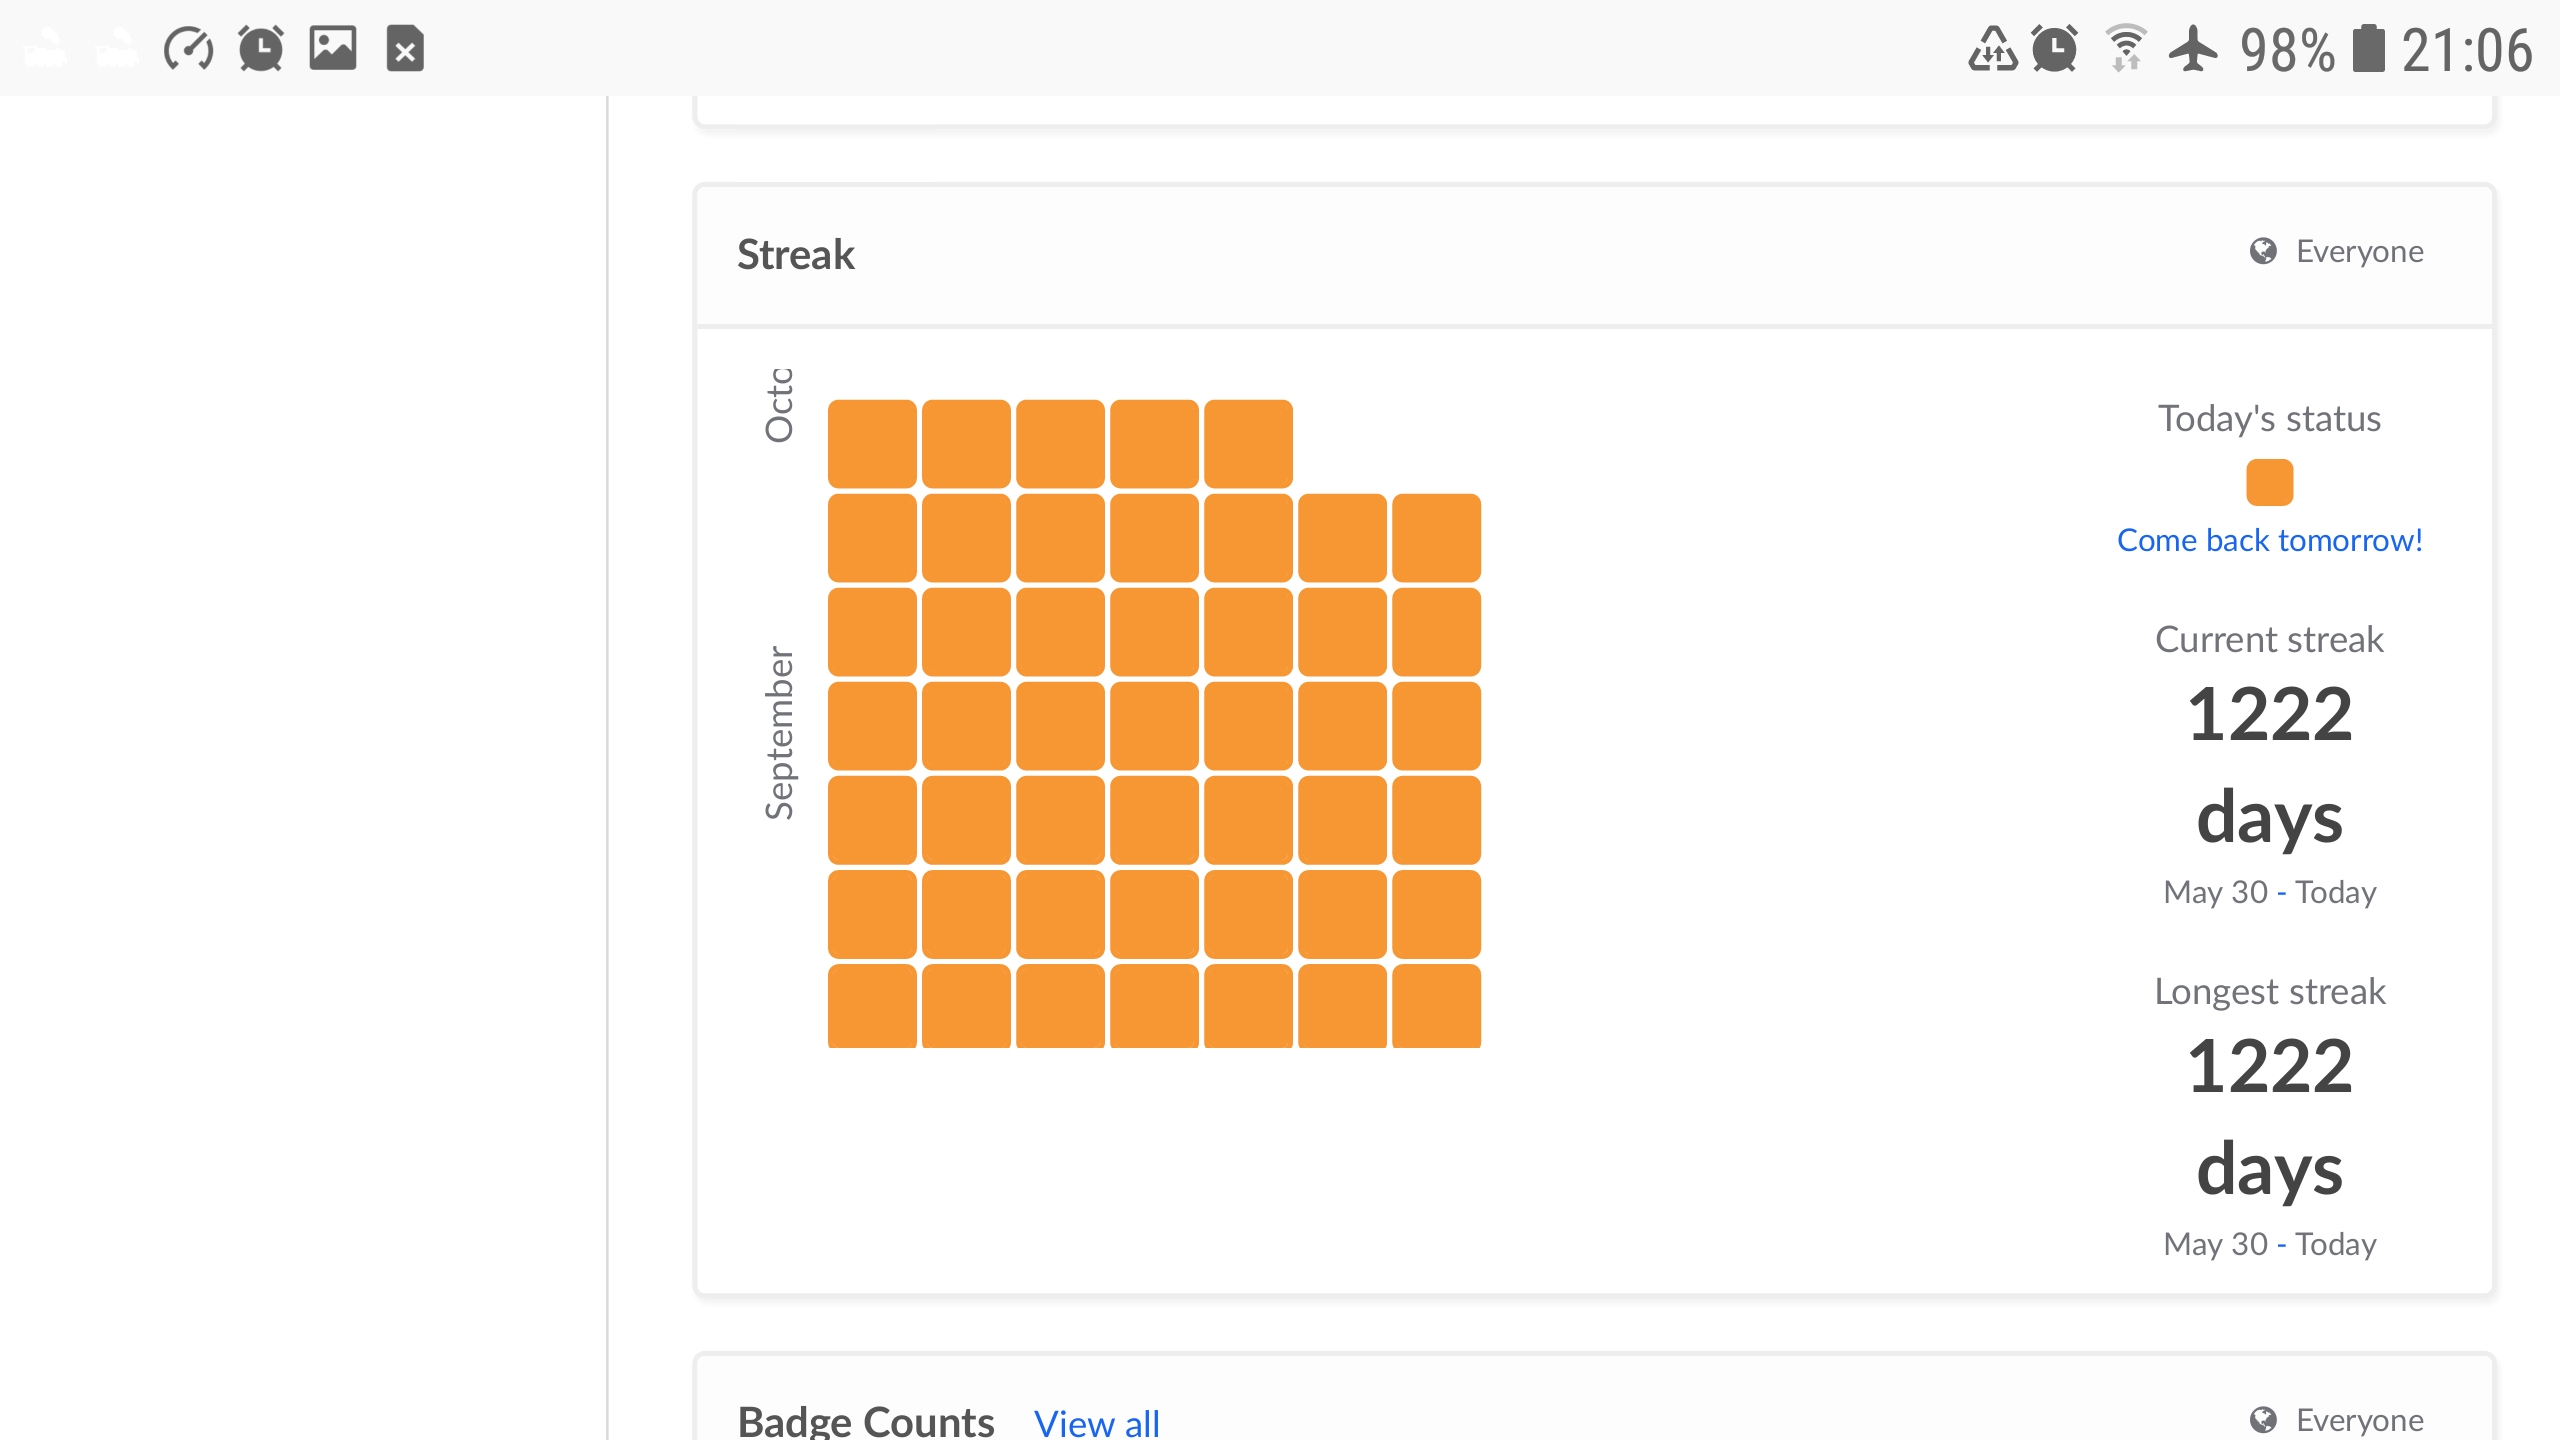 98% 21:06
Streak
Everyone
Octo
September
Today's status
Come back tomorrow!
Current streak
1222
days
May 30 - Today
Longest streak
1222
days
May 30 - Today
Badge Counts View all
Everyone